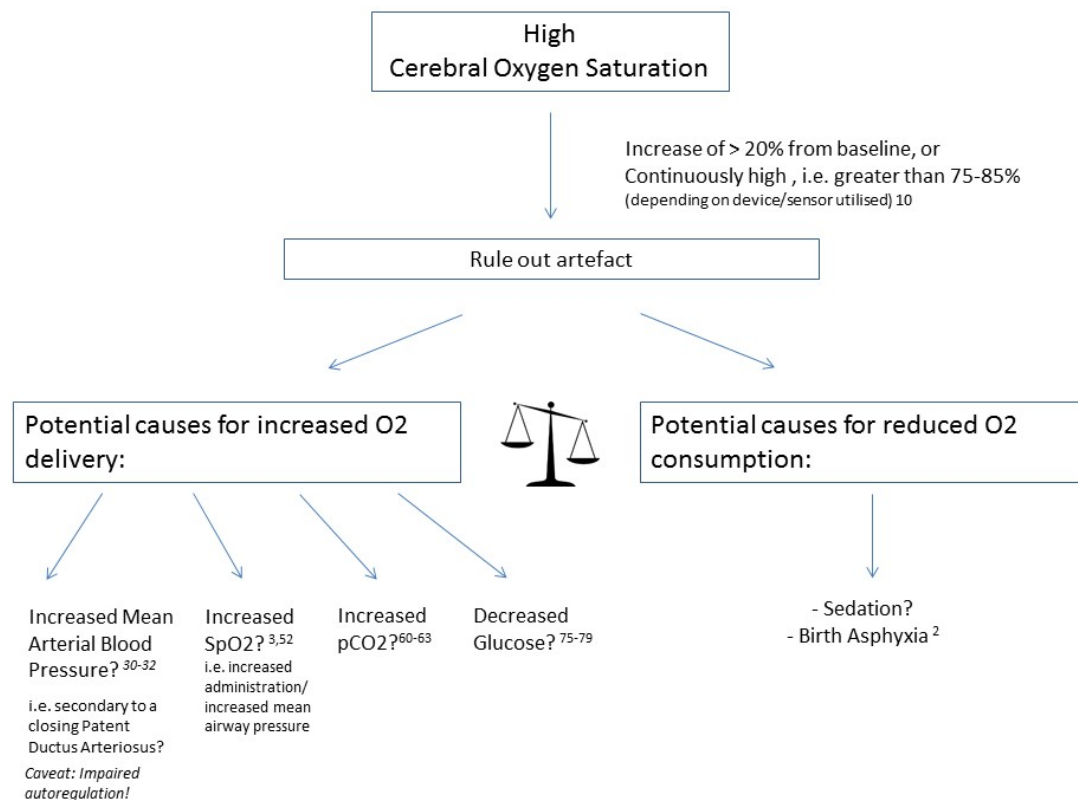 High
Cerebral Oxygen Saturation
Increase of > 20% from baseline, or
Continuously high , i.e. greater than 75-85%
(depending on device/sensor utilised) 10
Rule out artefact
Potential causes for increased O2
delivery:
Potential causes for reduced O2
consumption:
Increased Mean
Arterial Blood
Pressure? 30-32
i.e. secondary to a
closing Patent
Ductus Arteriosus?
Caveat: Impaired
autoregulation!
Increased
SpO2? 3,52
i.e. increased
administration/
increased mean
airway pressure
Increased
pCO2?60-63
Decreased
Glucose? 75-79
- Sedation?
- Birth Asphyxia 2